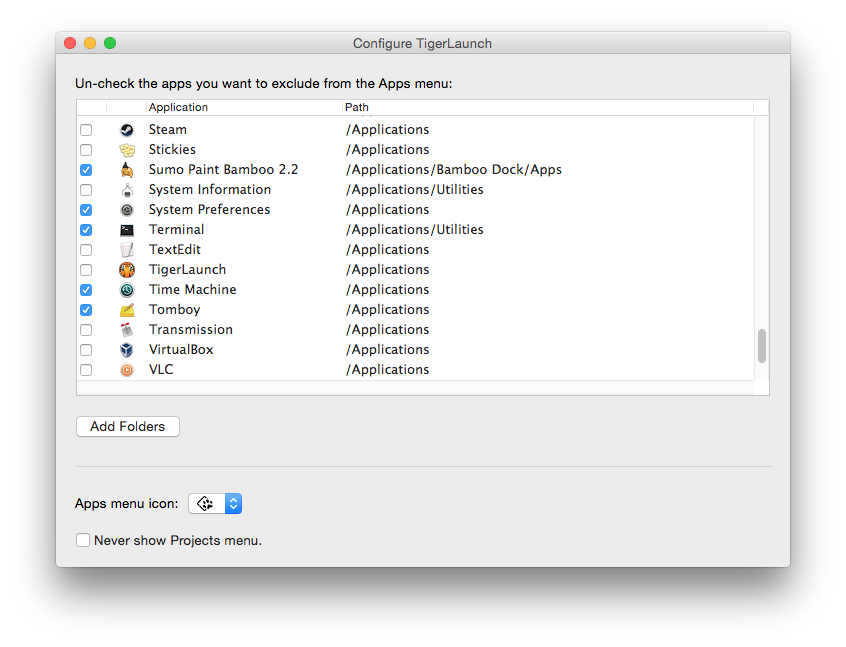 Configure TigerLaunch
Un-check the apps you want to exclude from the Apps menu:
Application Path
Steam /Applications
Stickies /Applications
Sumo Paint Bamboo 2.2 /Applications/Bamboo Dock/Apps
System Information /Applications/Utilities
System Preferences /Applications
Terminal /Applications/Utilities
TextEdit /Applications
TigerLaunch /Applications
Time Machine /Applications
Tomboy /Applications
Transmission /Applications
VirtualBox /Applications
VLC /Applications
Add Folders
Apps menu icon:
Never show Projects menu.